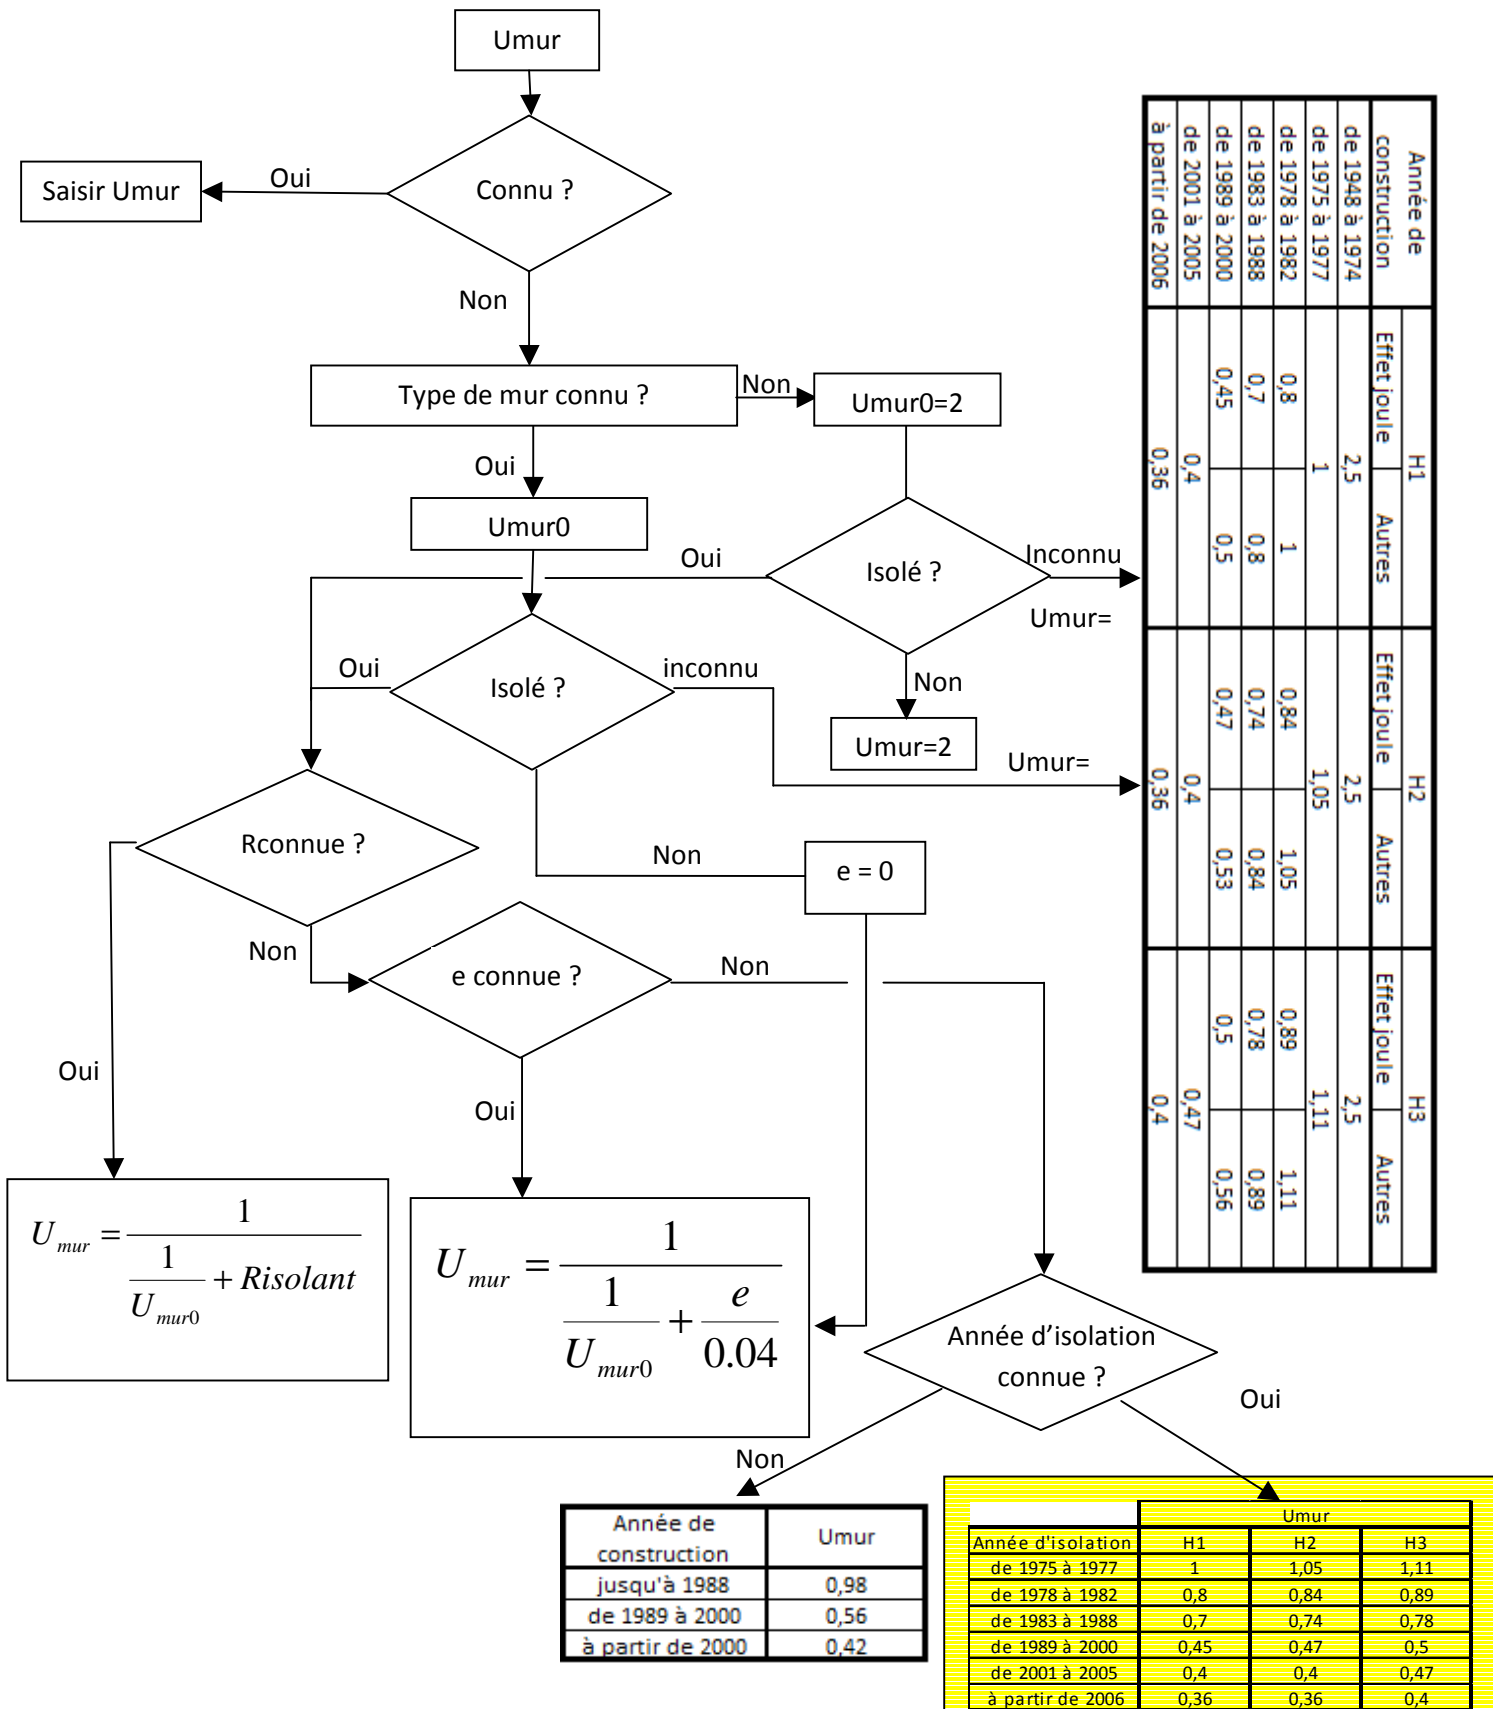 Umur
Connu ?
Oui
Saisir Umur
Non
Type de mur connu ?
Non
Umur0=2
Oui
Umur0
Oui
Isolé ?
Inconnu
Umur=
Non
Umur=2
Oui
Isolé ?
inconnu
Umur=
Non
e = 0
Rconnue ?
Non
e connue ?
Non
Oui
Oui
U mur = 1 / (1 / U mur0 + Risolant)
U mur = 1 / (1 / U mur0 + e / 0.04)
Année d'isolation
connue ?
Oui
Non
Année de construction H1 H2 H3
Effet joule Autres Effet joule Autres Effet joule Autres
de 1948 à 1974 2,5 2,5 2,5
de 1975 à 1977 1 1,05 1,11
de 1978 à 1982 0,8 1 0,84 1,05 0,89 1,11
de 1983 à 1988 0,7 0,8 0,74 0,84 0,78 0,89
de 1989 à 2000 0,45 0,5 0,47 0,53 0,5 0,56
de 2001 à 2005 0,4 0,4 0,47
à partir de 2006 0,36 0,36 0,4
Année de
construction Umur
jusqu'à 1988 0,98
de 1989 à 2000 0,56
à partir de 2000 0,42
Umur
Année d'isolation H1 H2 H3
de 1975 à 1977 1 1,05 1,11
de 1978 à 1982 0,8 0,84 0,89
de 1983 à 1988 0,7 0,74 0,78
de 1989 à 2000 0,45 0,47 0,5
de 2001 à 2005 0,4 0,4 0,47
à partir de 2006 0,36 0,36 0,4